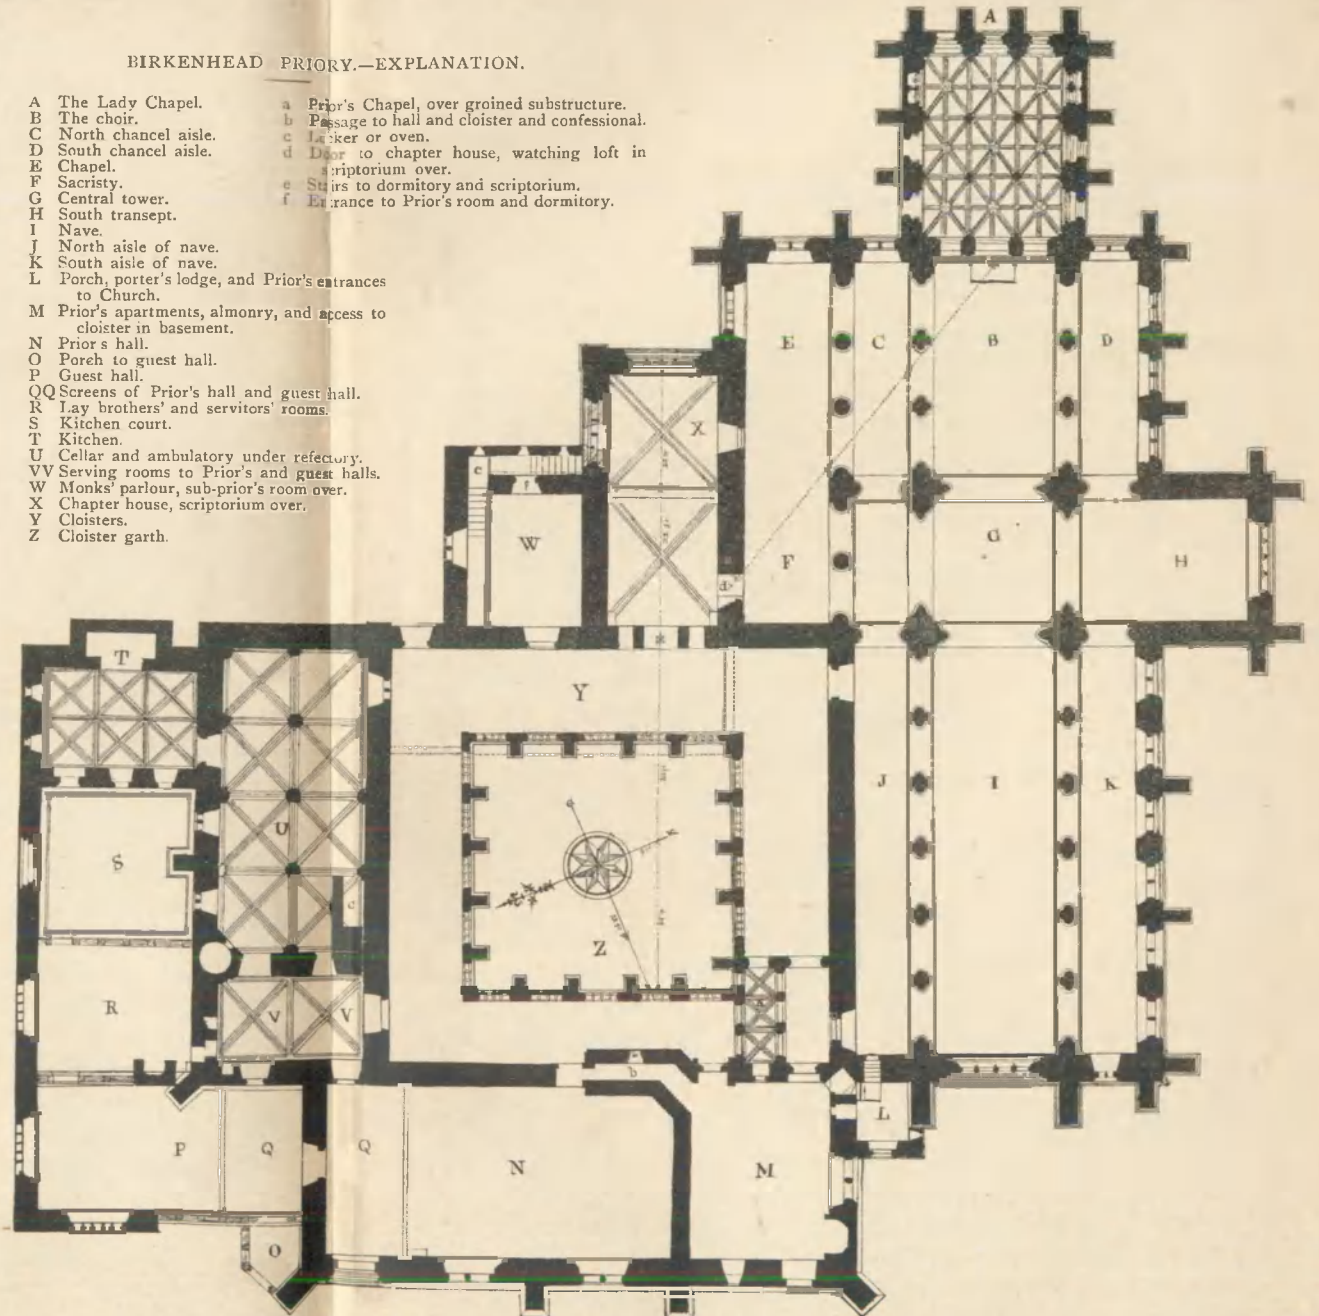 BIRKENHEAD PRIORY.—EXPLANATION.
A The Lady Chapel.
B The choir.
C North chancel aisle.
D South chancel aisle.
E Chapel.
F Sacristy.
G Central tower.
H South transept.
I Nave.
J North aisle of nave.
K South aisle of nave.
L Porch, porter's lodge, and Prior's entrances
to Church.
M Prior's apartments, almonry, and access to
cloister in basement.
N Prior s hall.
O Porch to guest hall.
P Guest hall.
QQ Screens of Prior's hall and guest hall.
R Lay brothers' and servitors' rooms.
S Kitchen court.
T Kitchen.
U Cellar and ambulatory under refectory.
VV Serving rooms to Prior's and guest halls.
W Monks' parlour, sub-prior's room over.
X Chapter house, scriptorium over.
Y Cloisters.
Z Cloister garth.
a Prior's Chapel, over groined substructure.
b Passage to hall and cloister and confessional.
c Locker or oven.
d Door to chapter house, watching loft in
scriptorium over.
e Stairs to dormitory and scriptorium.
f Entrance to Prior's room and dormitory.
A
E
C
B
D
X
e
f
W
F
G
H
d
T
Y
J
I
K
S
U
c
Z
R
V
V
b
L
P
Q
Q
N
M
O